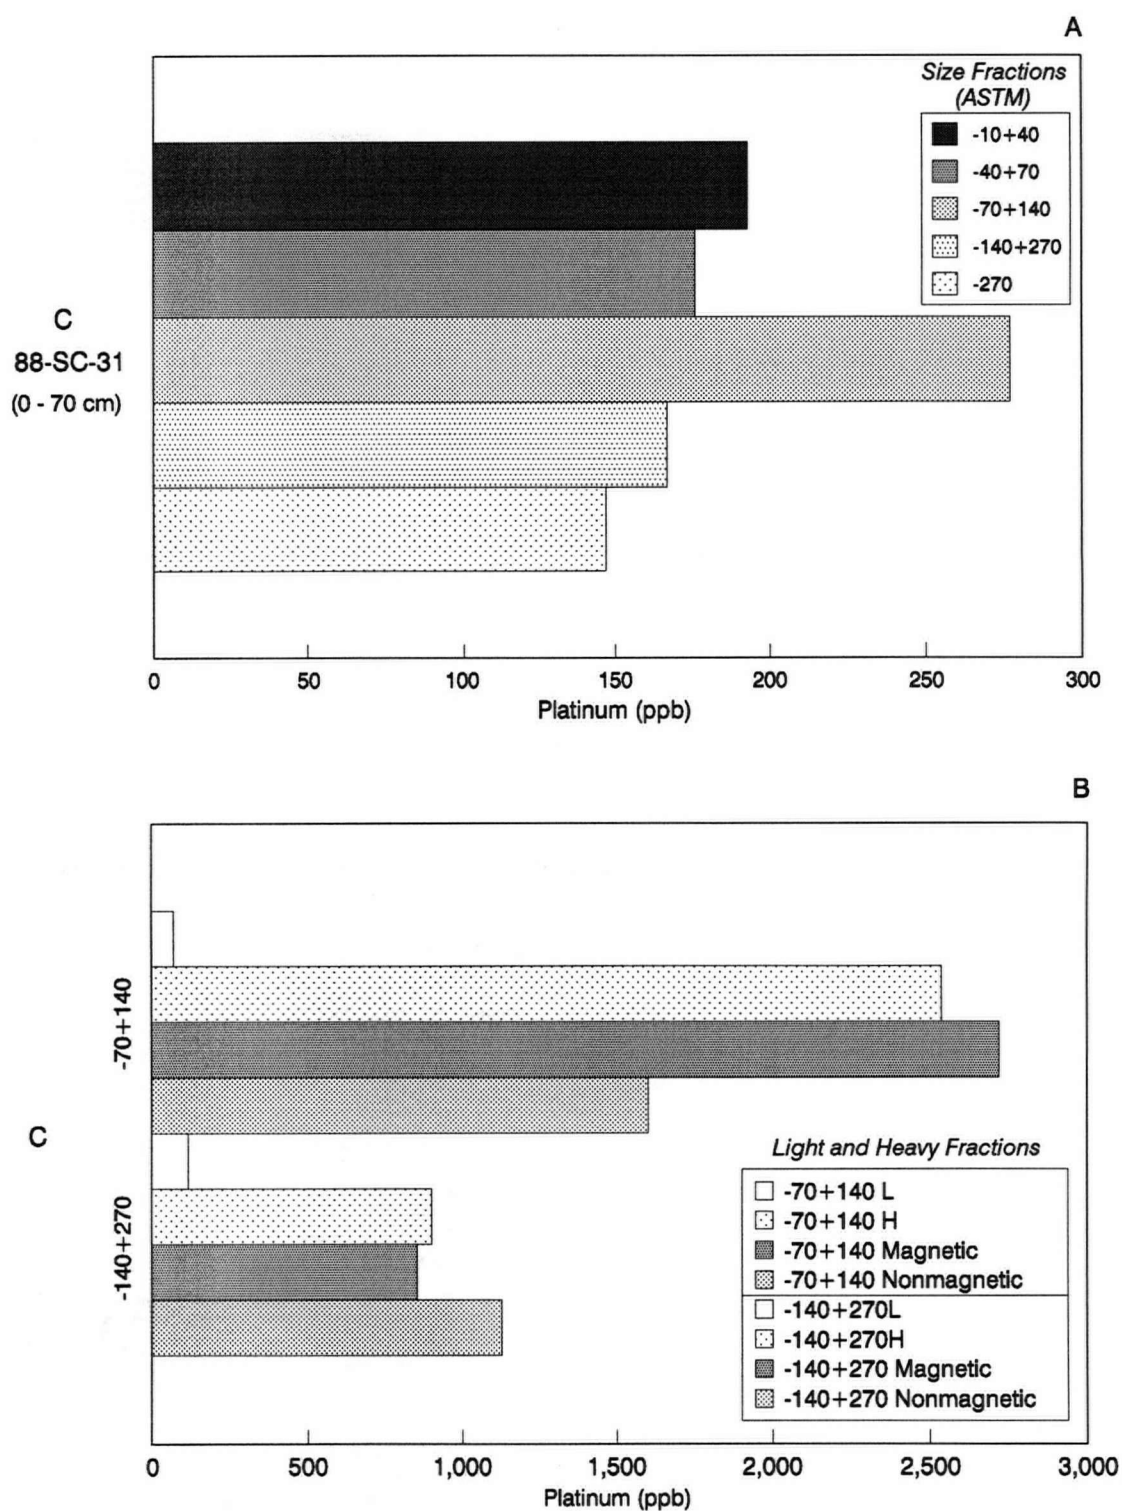 A
Size Fractions
(ASTM)
-10+40
-40+70
-70+140
-140+270
-270
C
88-SC-31
(0 - 70 cm)
0 50 100 150 200 250 300
Platinum (ppb)
B
-70+140
C
-140+270
Light and Heavy Fractions
-70+140 L
-70+140 H
-70+140 Magnetic
-70+140 Nonmagnetic
-140+270L
-140+270H
-140+270 Magnetic
-140+270 Nonmagnetic
0 500 1,000 1,500 2,000 2,500 3,000
Platinum (ppb)